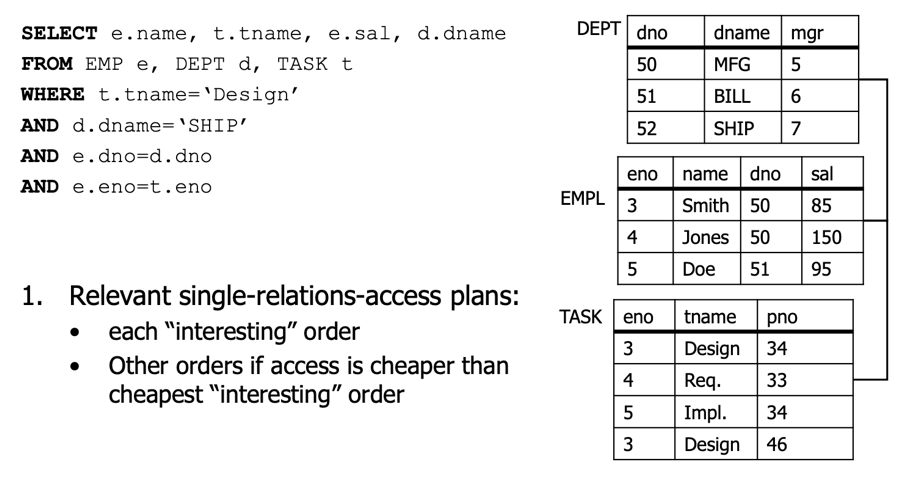 SELECT e.name, t.tname, e.sal, d.dname
FROM EMP e, DEPT d, TASK t
WHERE t.tname=‘Design’
AND d.dname=‘SHIP’
AND e.dno=d.dno
AND e.eno=t.eno
1. Relevant single-relations-access plans:
• each “interesting” order
• Other orders if access is cheaper than
cheapest “interesting” order
DEPT
dno dname mgr
50 MFG 5
51 BILL 6
52 SHIP 7
EMPL
eno name dno sal
3 Smith 50 85
4 Jones 50 150
5 Doe 51 95
TASK
eno tname pno
3 Design 34
4 Req. 33
5 Impl. 34
3 Design 46